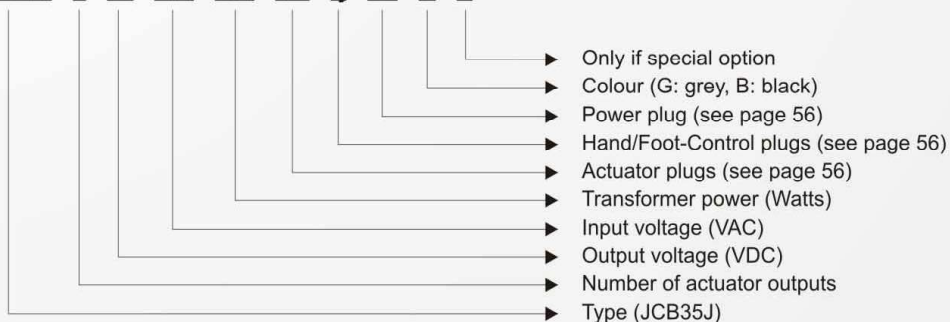 Only if special option
Colour (G: grey, B: black)
Power plug (see page 56)
Hand/Foot-Control plugs (see page 56)
Actuator plugs (see page 56)
Transformer power (Watts)
Input voltage (VAC)
Output voltage (VDC)
Number of actuator outputs
Type (JCB35J)